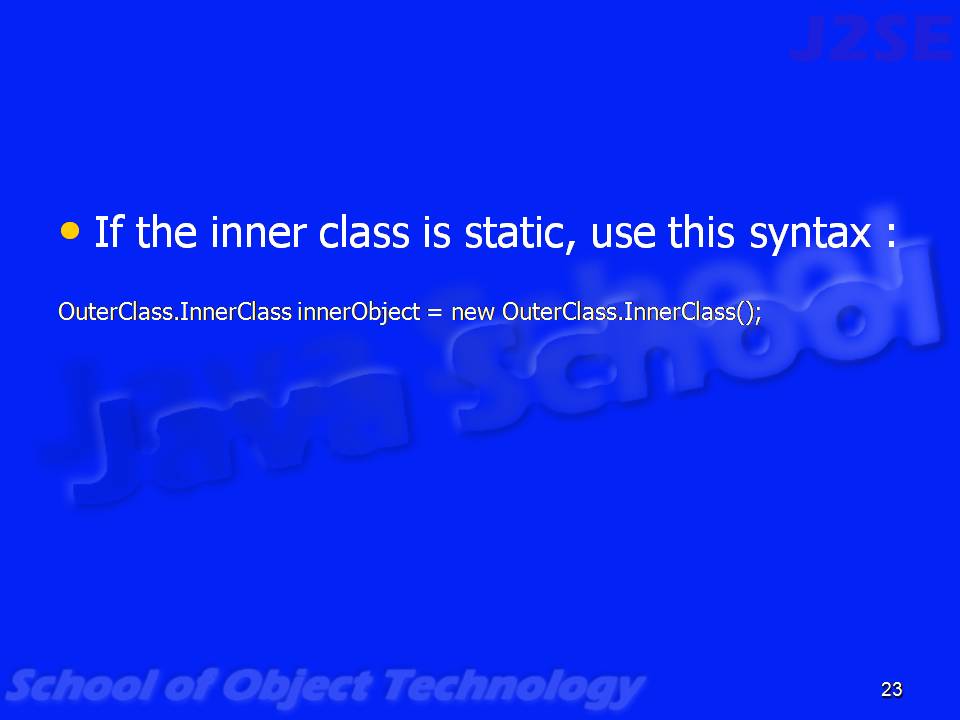 J2SE
• If the inner class is static, use this syntax :
OuterClass.InnerClass innerObject = new OuterClass.InnerClass();
Java School
School of Object Technology
23